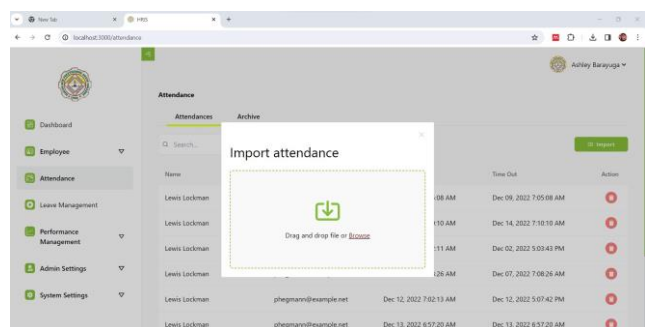 New Tab
HRIS
localhost:3000/attendance
Ashley Barayuga
Attendance
Attendances Archive
Dashboard
Employee
Attendance
Leave Management
Performance
Management
Admin Settings
System Settings
Search...
Import
Import attendance
Drag and drop file or Browse
Name Time Out Action
Lewis Lockman :08 AM Dec 09, 2022 7:05:08 AM
Lewis Lockman :10 AM Dec 14, 2022 7:10:10 AM
Lewis Lockman :11 AM Dec 02, 2022 5:03:43 PM
Lewis Lockman :26 AM Dec 07, 2022 7:08:26 AM
Lewis Lockman phegmann@example.net Dec 12, 2022 7:02:13 AM Dec 12, 2022 5:07:42 PM
Lewis Lockman phegmann@example.net Dec 13, 2022 6:57:20 AM Dec 13, 2022 6:57:20 AM